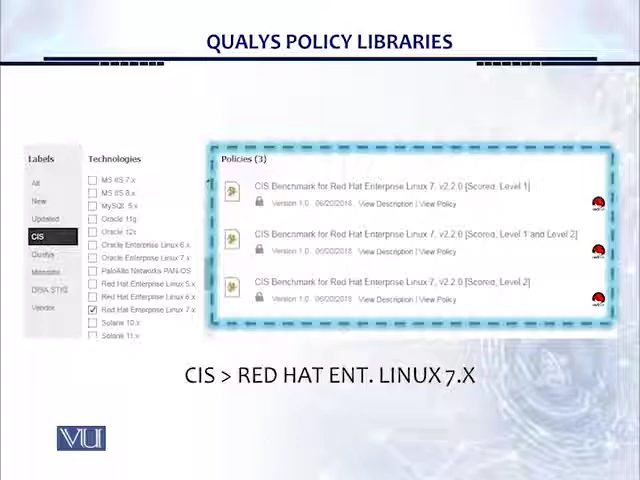 QUALYS POLICY LIBRARIES
Labels
All
New
Updated
CIS
Qualys
Mandate
DISA STIG
Vendor
Technologies
MS IIS 7.x
MS IIS 8.x
MySQL 5.x
Oracle 11g
Oracle 12c
Oracle Enterprise Linux 6.x
Oracle Enterprise Linux 7.x
PaloAlto Networks PAN-OS
Red Hat Enterprise Linux 5.x
Red Hat Enterprise Linux 6.x
Red Hat Enterprise Linux 7.x
Solaris 10.x
Solaris 11.x
Policies (3)
CIS Benchmark for Red Hat Enterprise Linux 7, v2.2.0 [Scored, Level 1]
Version 1.0 . 06/20/2018 . View Description | View Policy
CIS Benchmark for Red Hat Enterprise Linux 7, v2.2.0 [Scored, Level 1 and Level 2]
Version 1.0 . 06/20/2018 . View Description | View Policy
CIS Benchmark for Red Hat Enterprise Linux 7, v2.2.0 [Scored, Level 2]
Version 1.0 . 06/20/2018 . View Description | View Policy
CIS > RED HAT ENT. LINUX 7.X
VU